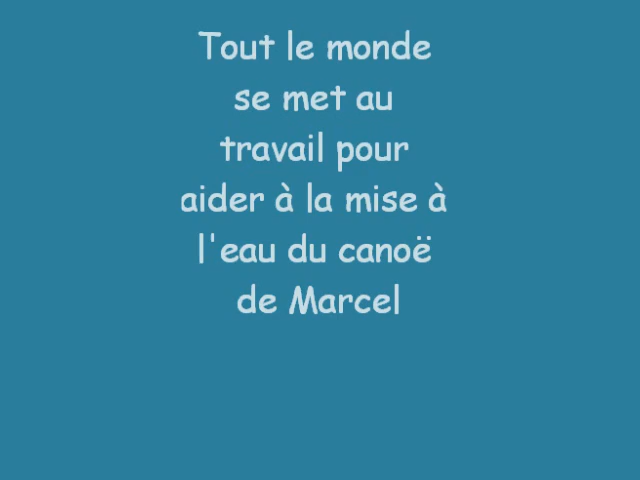 Tout le monde
se met au
travail pour
aider à la mise à
l'eau du canoë
de Marcel